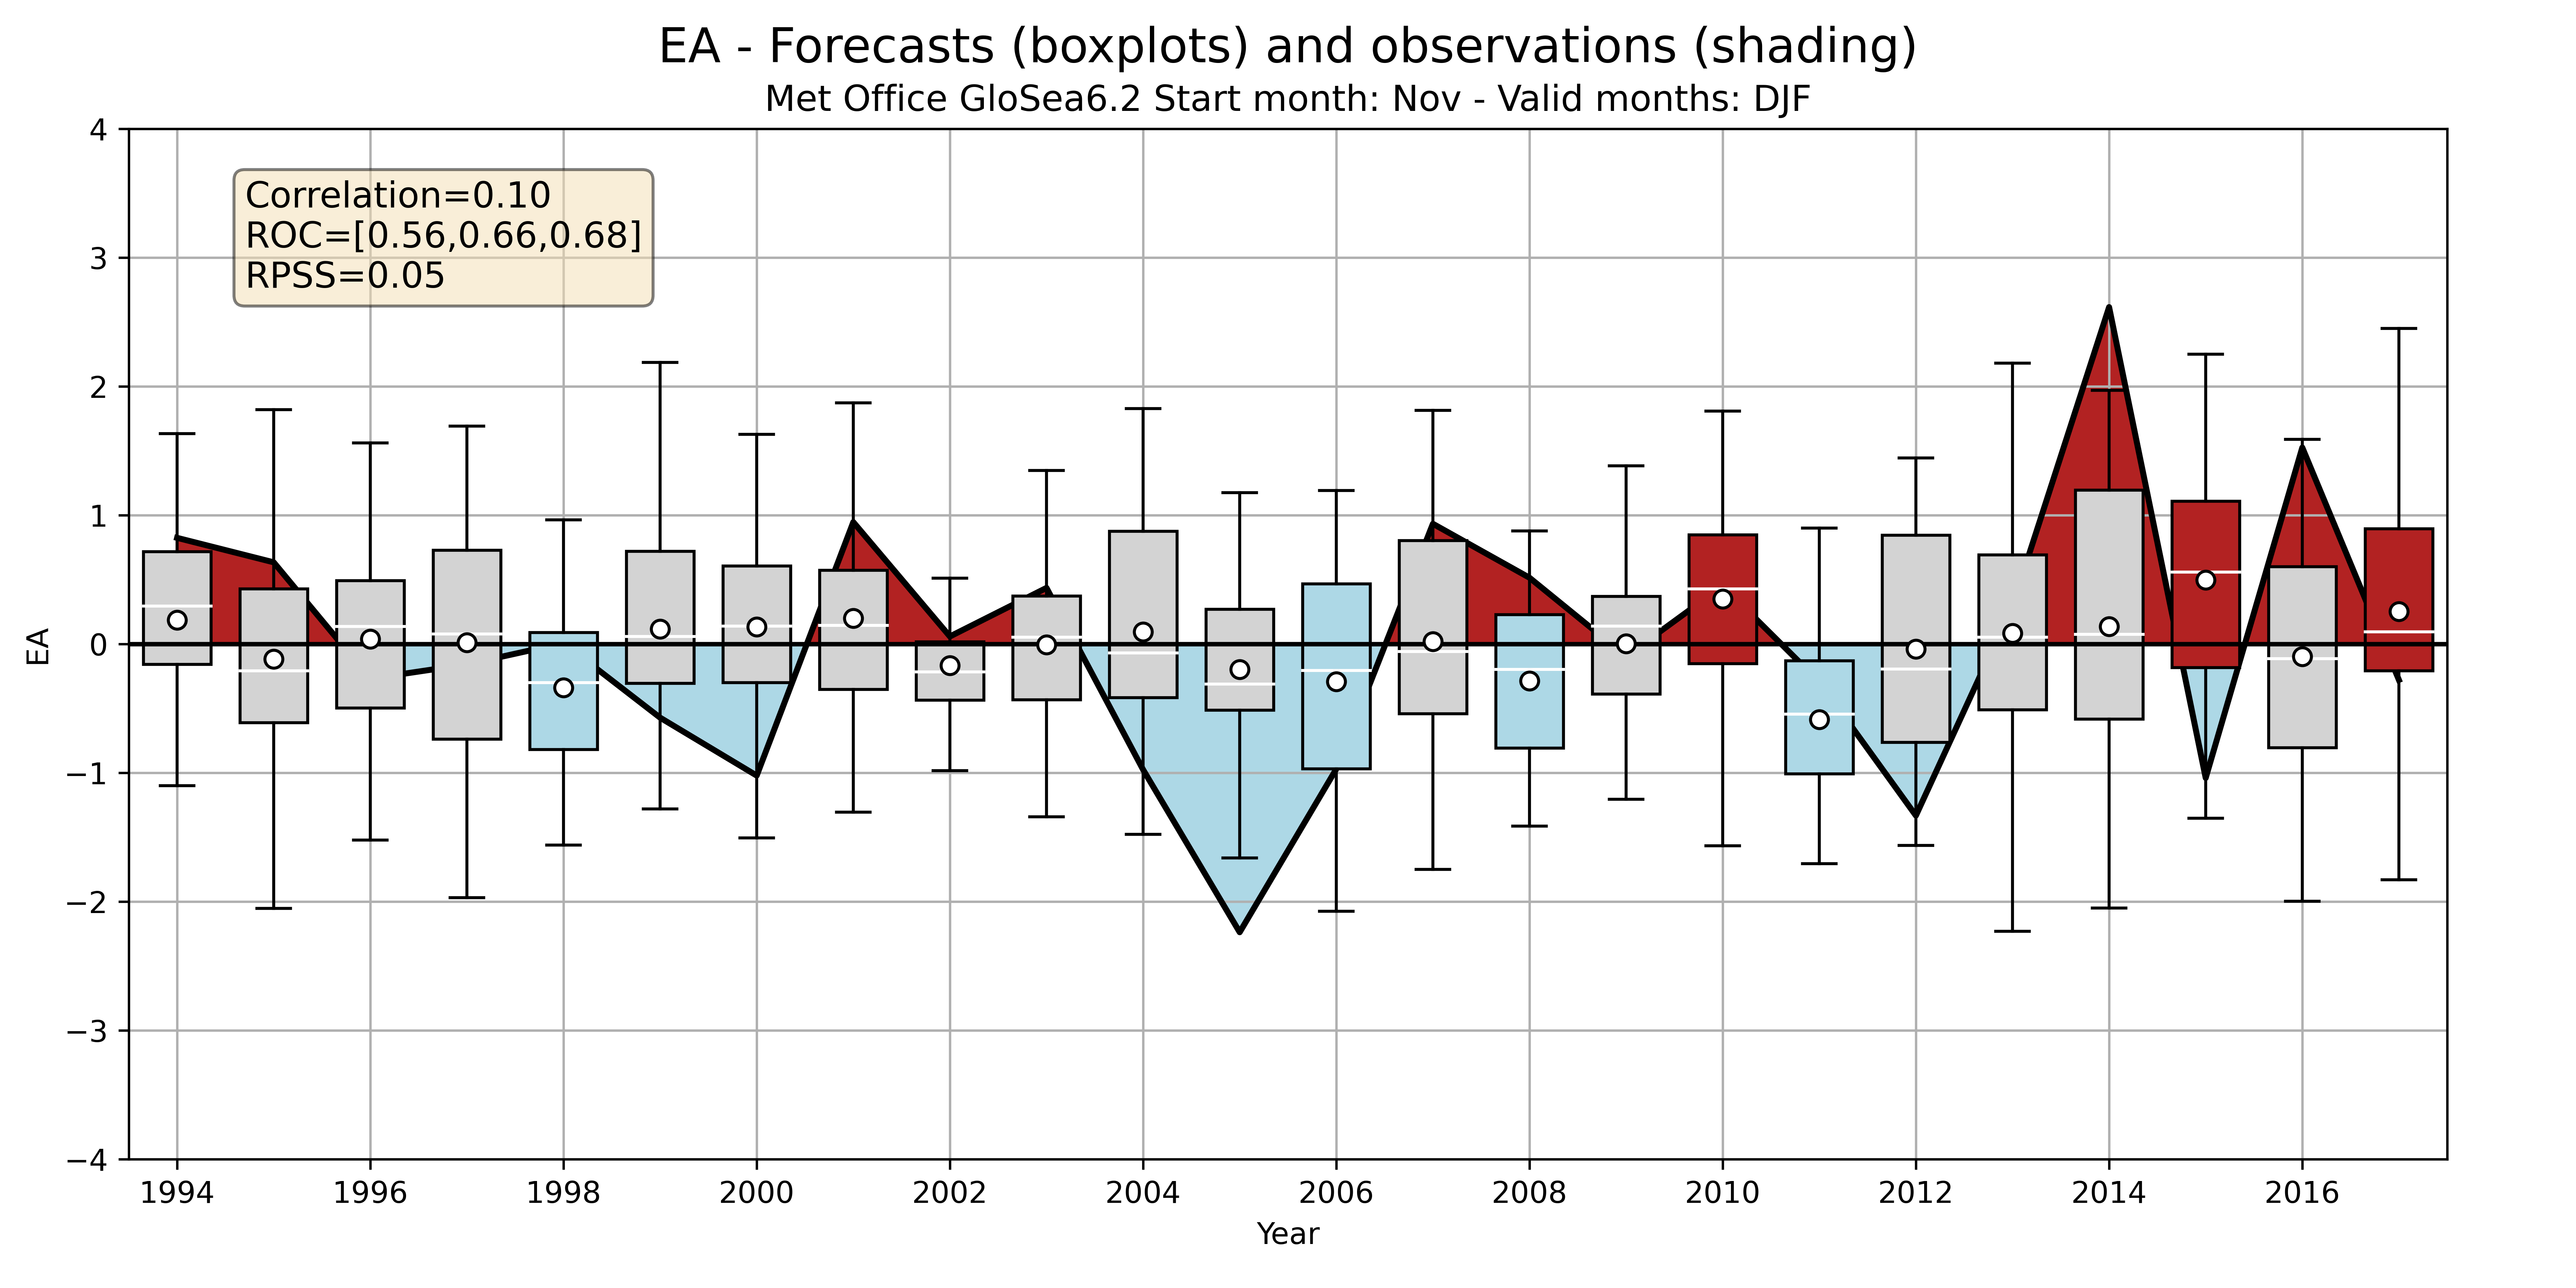 EA - Forecasts (boxplots) and observations (shading)
Met Office GloSea6.2 Start month: Nov - Valid months: DJF
Correlation=0.10
ROC=[0.56,0.66,0.68]
RPSS=0.05
4
3
2
1
0
−1
−2
−3
−4
EA
1994 1996 1998 2000 2002 2004 2006 2008 2010 2012 2014 2016
Year